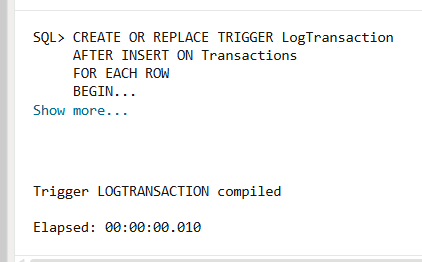 SQL> CREATE OR REPLACE TRIGGER LogTransaction
AFTER INSERT ON Transactions
FOR EACH ROW
BEGIN...
Show more...
Trigger LOGTRANSACTION compiled
Elapsed: 00:00:00.010